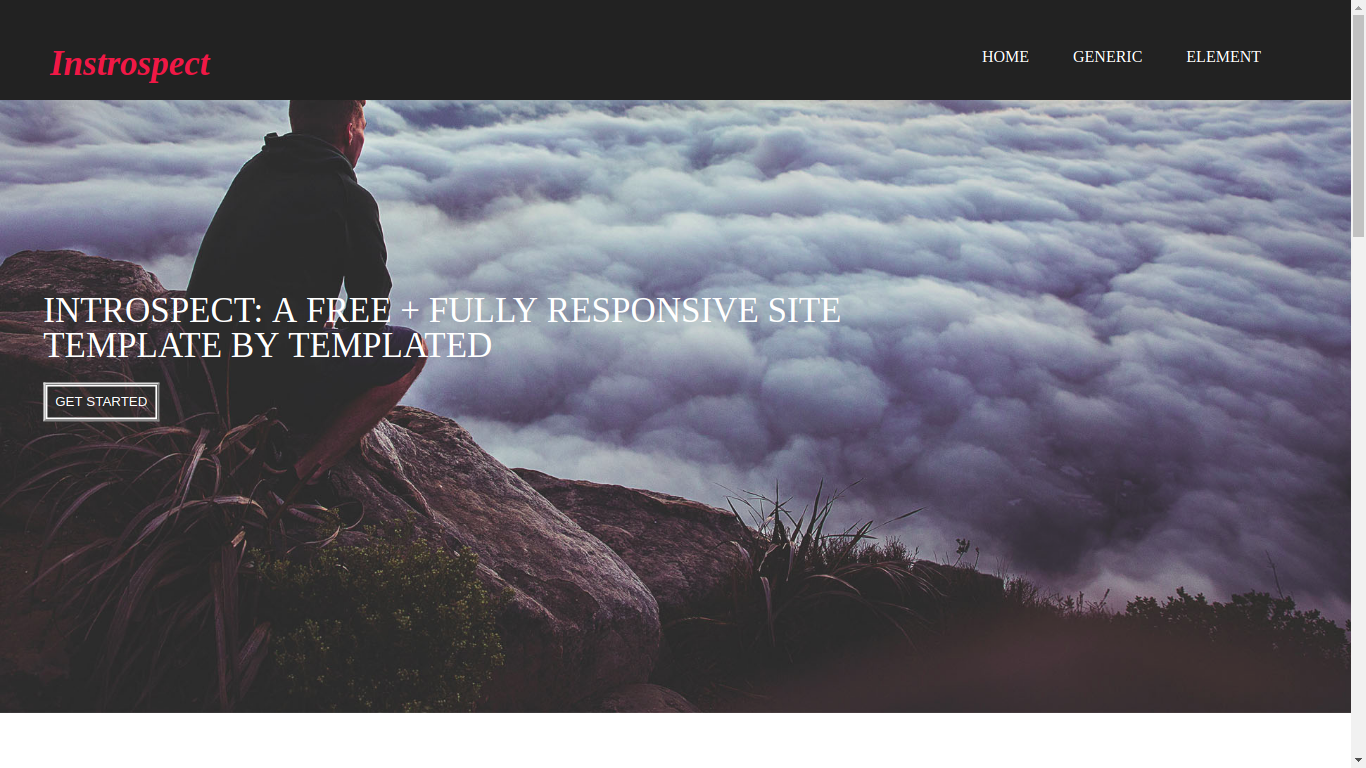 Instrospect
HOME GENERIC ELEMENT
INTROSPECT: A FREE + FULLY RESPONSIVE SITE
TEMPLATE BY TEMPLATED
GET STARTED